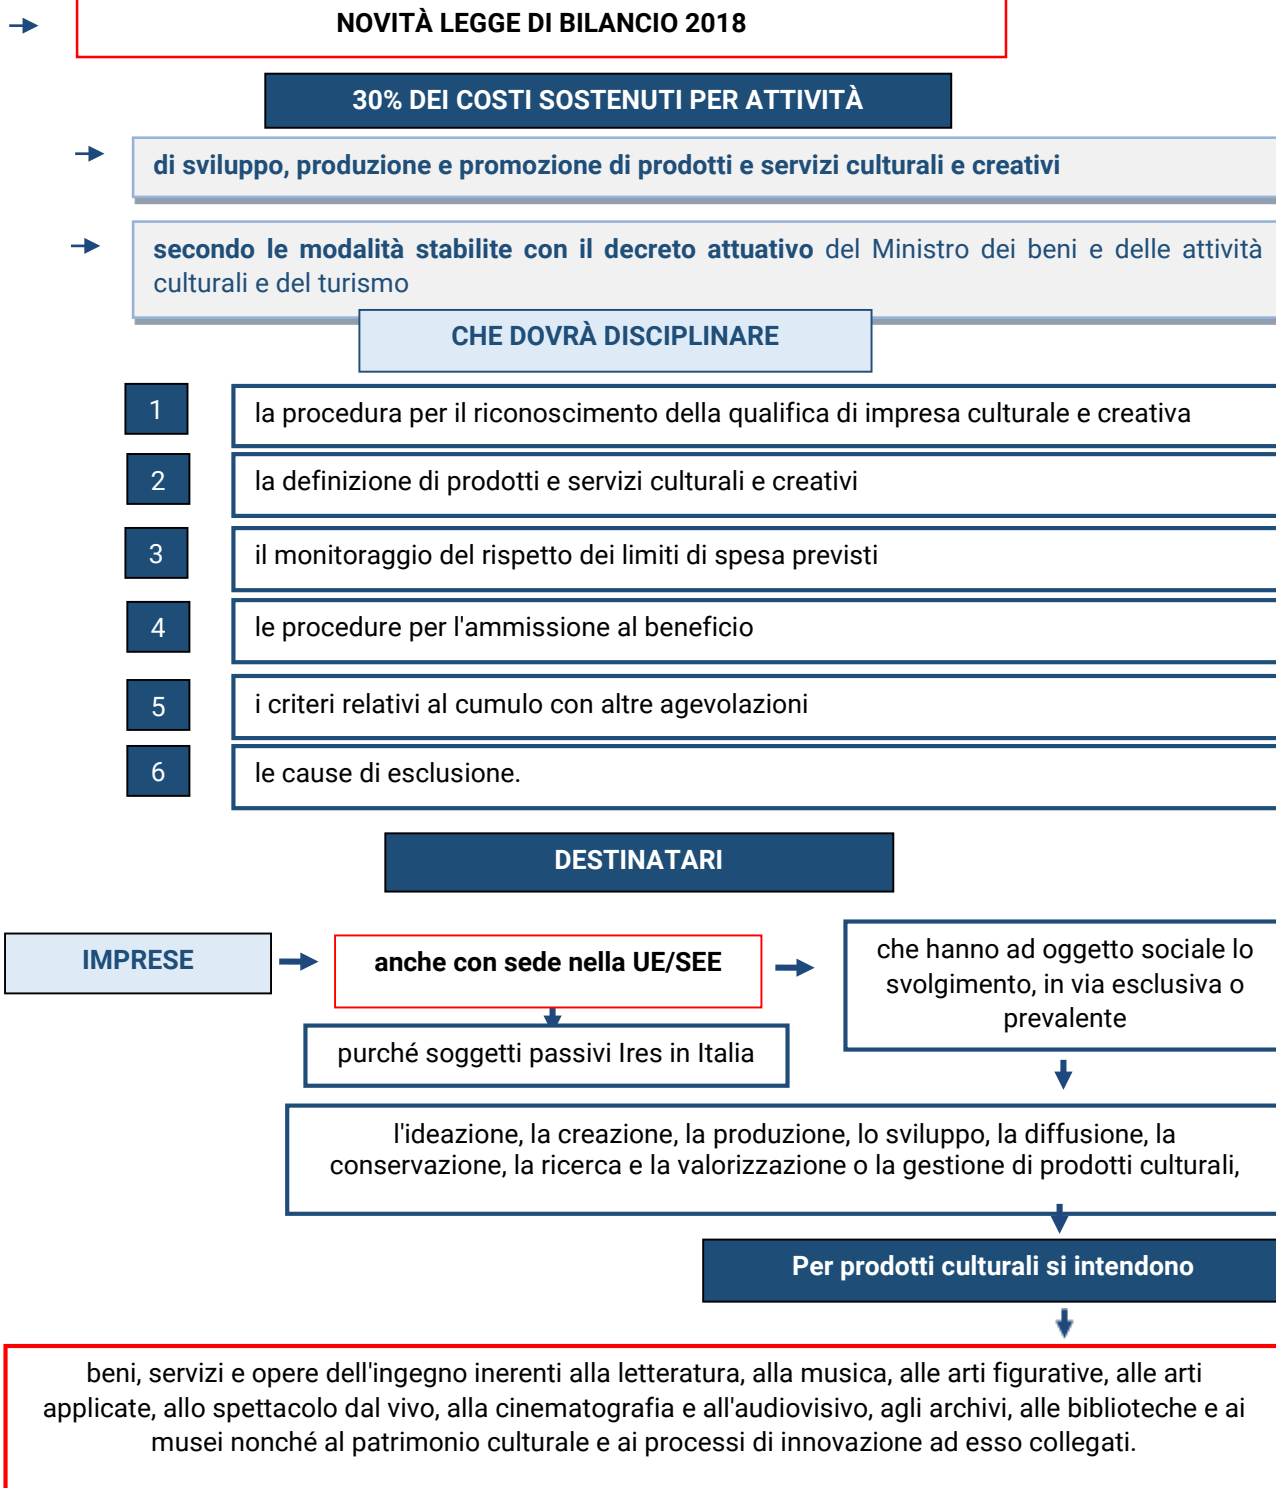 NOVITÀ LEGGE DI BILANCIO 2018
30% DEI COSTI SOSTENUTI PER ATTIVITÀ
di sviluppo, produzione e promozione di prodotti e servizi culturali e creativi
secondo le modalità stabilite con il decreto attuativo del Ministro dei beni e delle attività
culturali e del turismo
CHE DOVRÀ DISCIPLINARE
1 la procedura per il riconoscimento della qualifica di impresa culturale e creativa
2 la definizione di prodotti e servizi culturali e creativi
3 il monitoraggio del rispetto dei limiti di spesa previsti
4 le procedure per l'ammissione al beneficio
5 i criteri relativi al cumulo con altre agevolazioni
6 le cause di esclusione.
DESTINATARI
IMPRESE
anche con sede nella UE/SEE
purché soggetti passivi Ires in Italia
che hanno ad oggetto sociale lo
svolgimento, in via esclusiva o
prevalente
l'ideazione, la creazione, la produzione, lo sviluppo, la diffusione, la
conservazione, la ricerca e la valorizzazione o la gestione di prodotti culturali,
Per prodotti culturali si intendono
beni, servizi e opere dell'ingegno inerenti alla letteratura, alla musica, alle arti figurative, alle arti
applicate, allo spettacolo dal vivo, alla cinematografia e all'audiovisivo, agli archivi, alle biblioteche e ai
musei nonché al patrimonio culturale e ai processi di innovazione ad esso collegati.